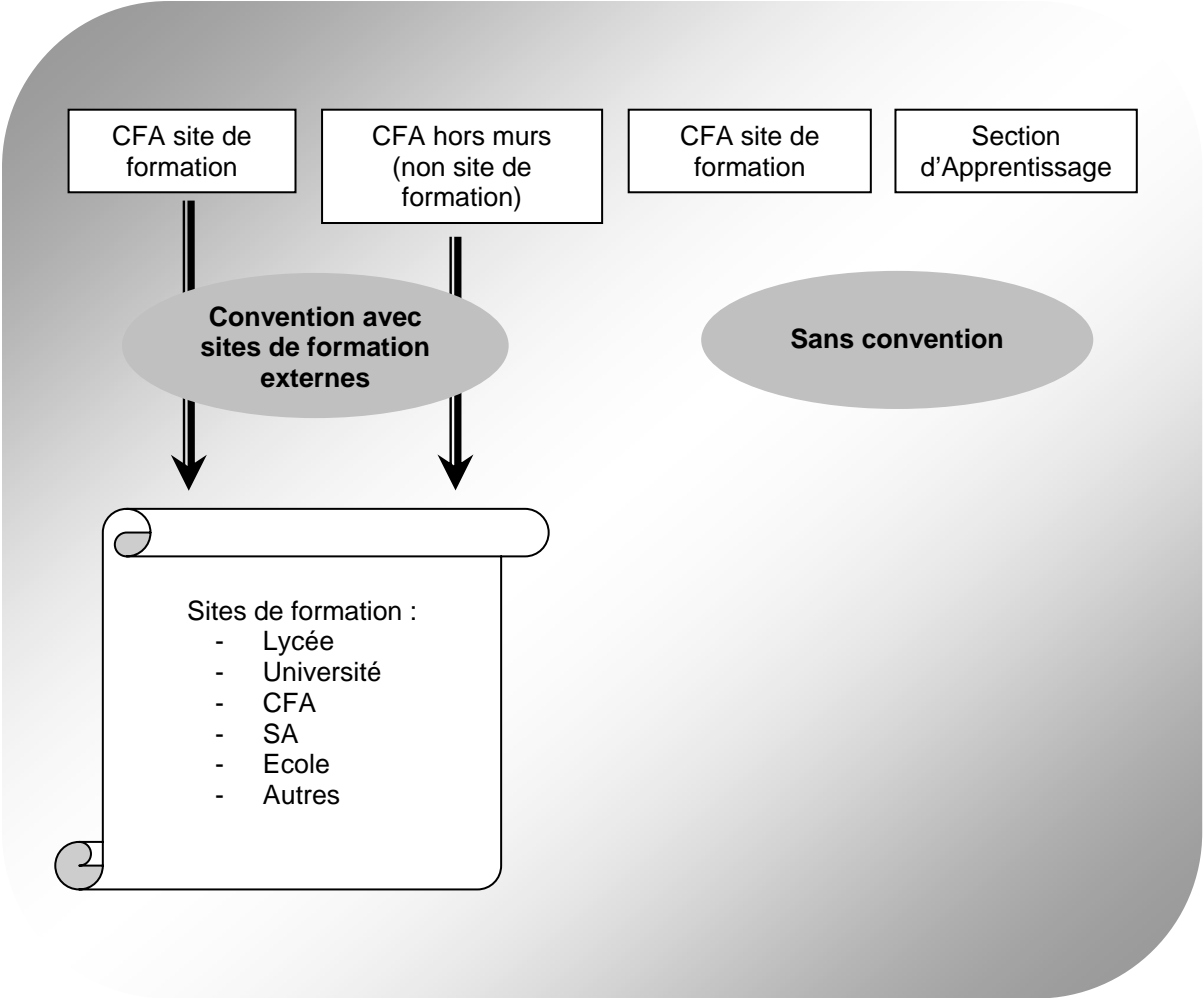 CFA site de
formation
CFA hors murs
(non site de
formation)
CFA site de
formation
Section
d’Apprentissage
Convention avec
sites de formation
externes
Sans convention
Sites de formation :
- Lycée
- Université
- CFA
- SA
- Ecole
- Autres